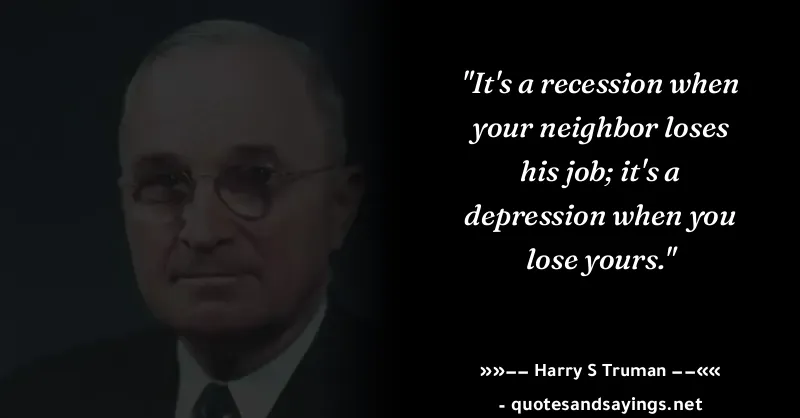 "It's a recession when
your neighbor loses
his job; it's a
depression when you
lose yours."
»»–– Harry S Truman ––««
- quotesandsayings.net